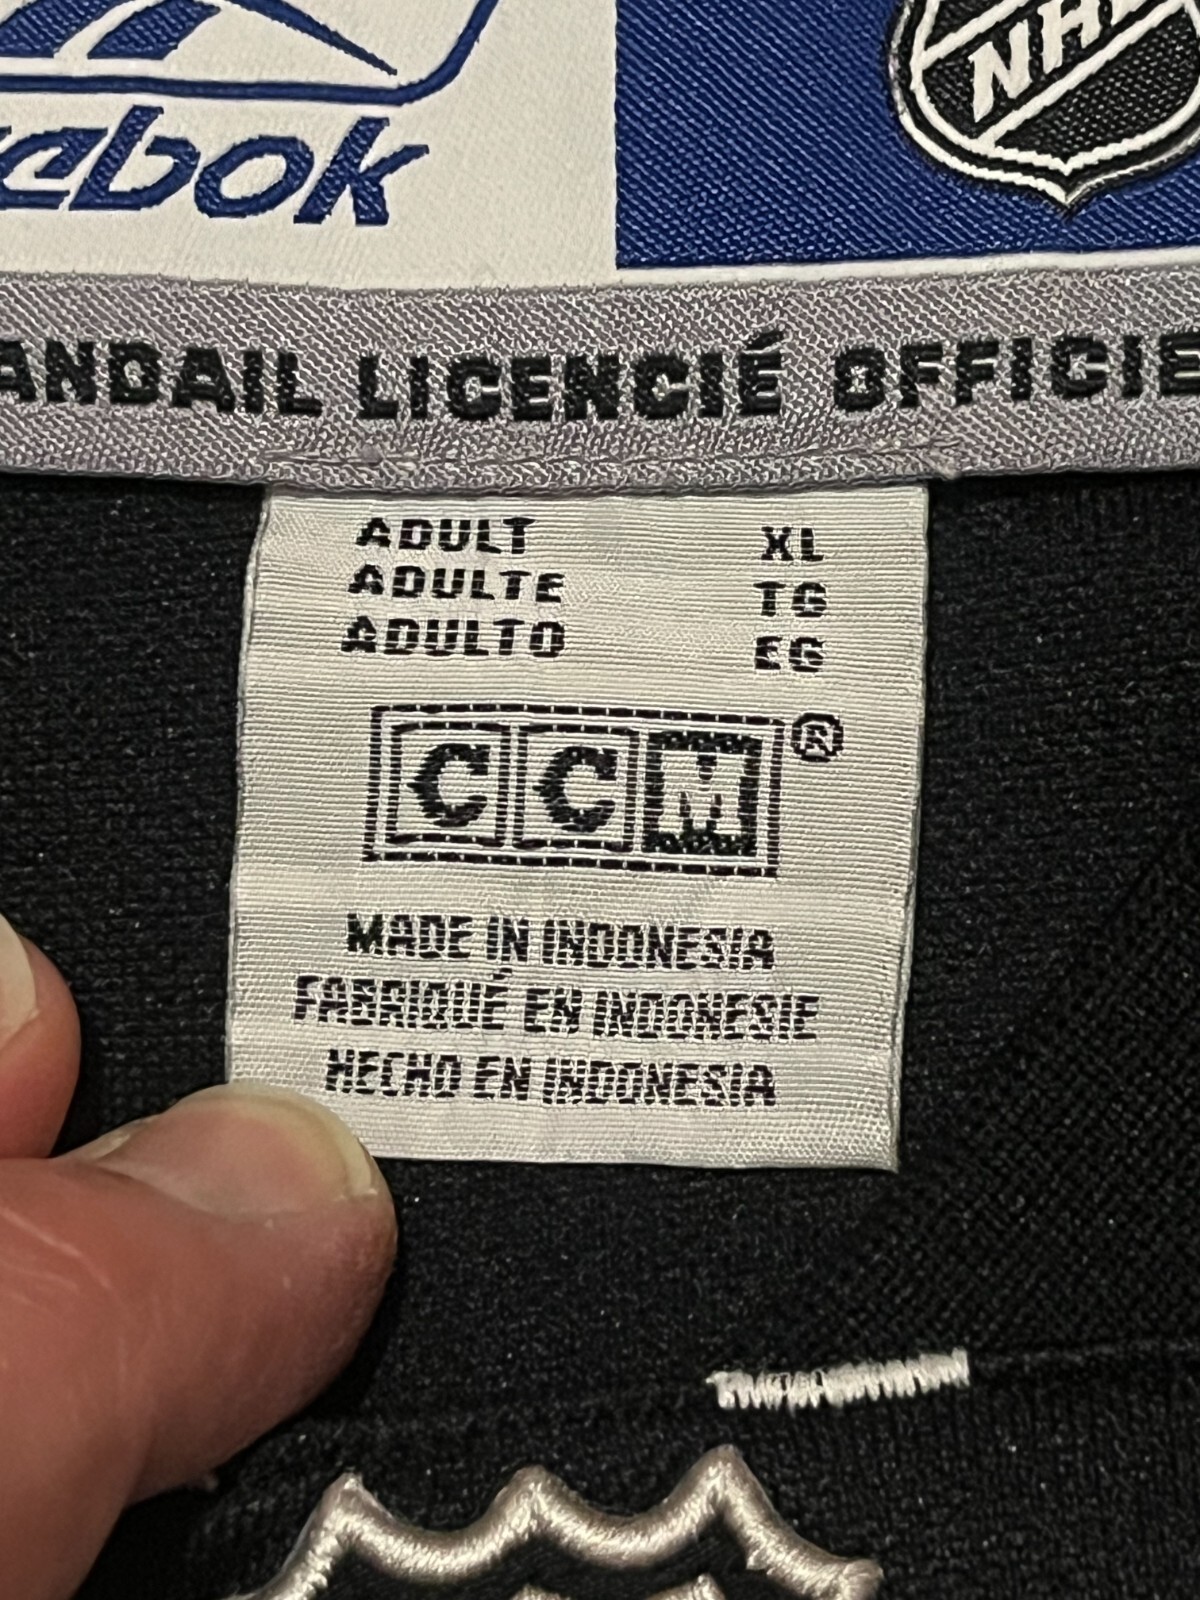 ebok
NHL
ANDAIL LICENCIÉ OFFICIE
ADULT XL
ADULTE TG
ADULTO EG
CCM®
MADE IN INDONESIA
FABRIQUÉ EN INDONESIE
HECHO EN INDONESIA